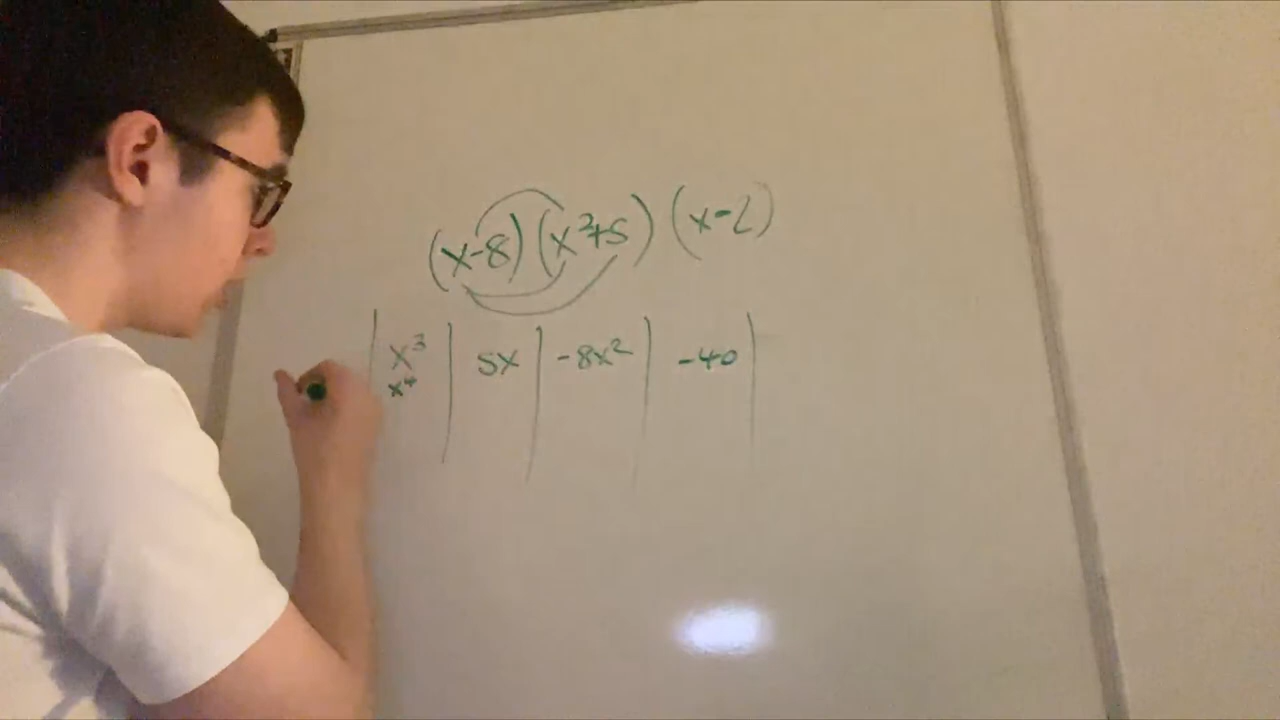 (x-8)(x²+5)(x-2)
| x³ | 5x | -8x² | -40 |
x⁴